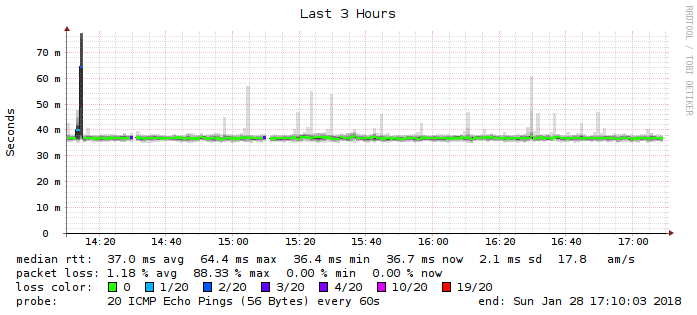 Last 3 Hours
RRDTOOL / TOBI OETIKER
Seconds
70 m
60 m
50 m
40 m
30 m
20 m
10 m
0
14:20 14:40 15:00 15:20 15:40 16:00 16:20 16:40 17:00
median rtt: 37.0 ms avg 64.4 ms max 36.4 ms min 36.7 ms now 2.1 ms sd 17.8 am/s
packet loss: 1.18 % avg 88.33 % max 0.00 % min 0.00 % now
loss color: 0 1/20 2/20 3/20 4/20 10/20 19/20
probe: 20 ICMP Echo Pings (56 Bytes) every 60s end: Sun Jan 28 17:10:03 2018